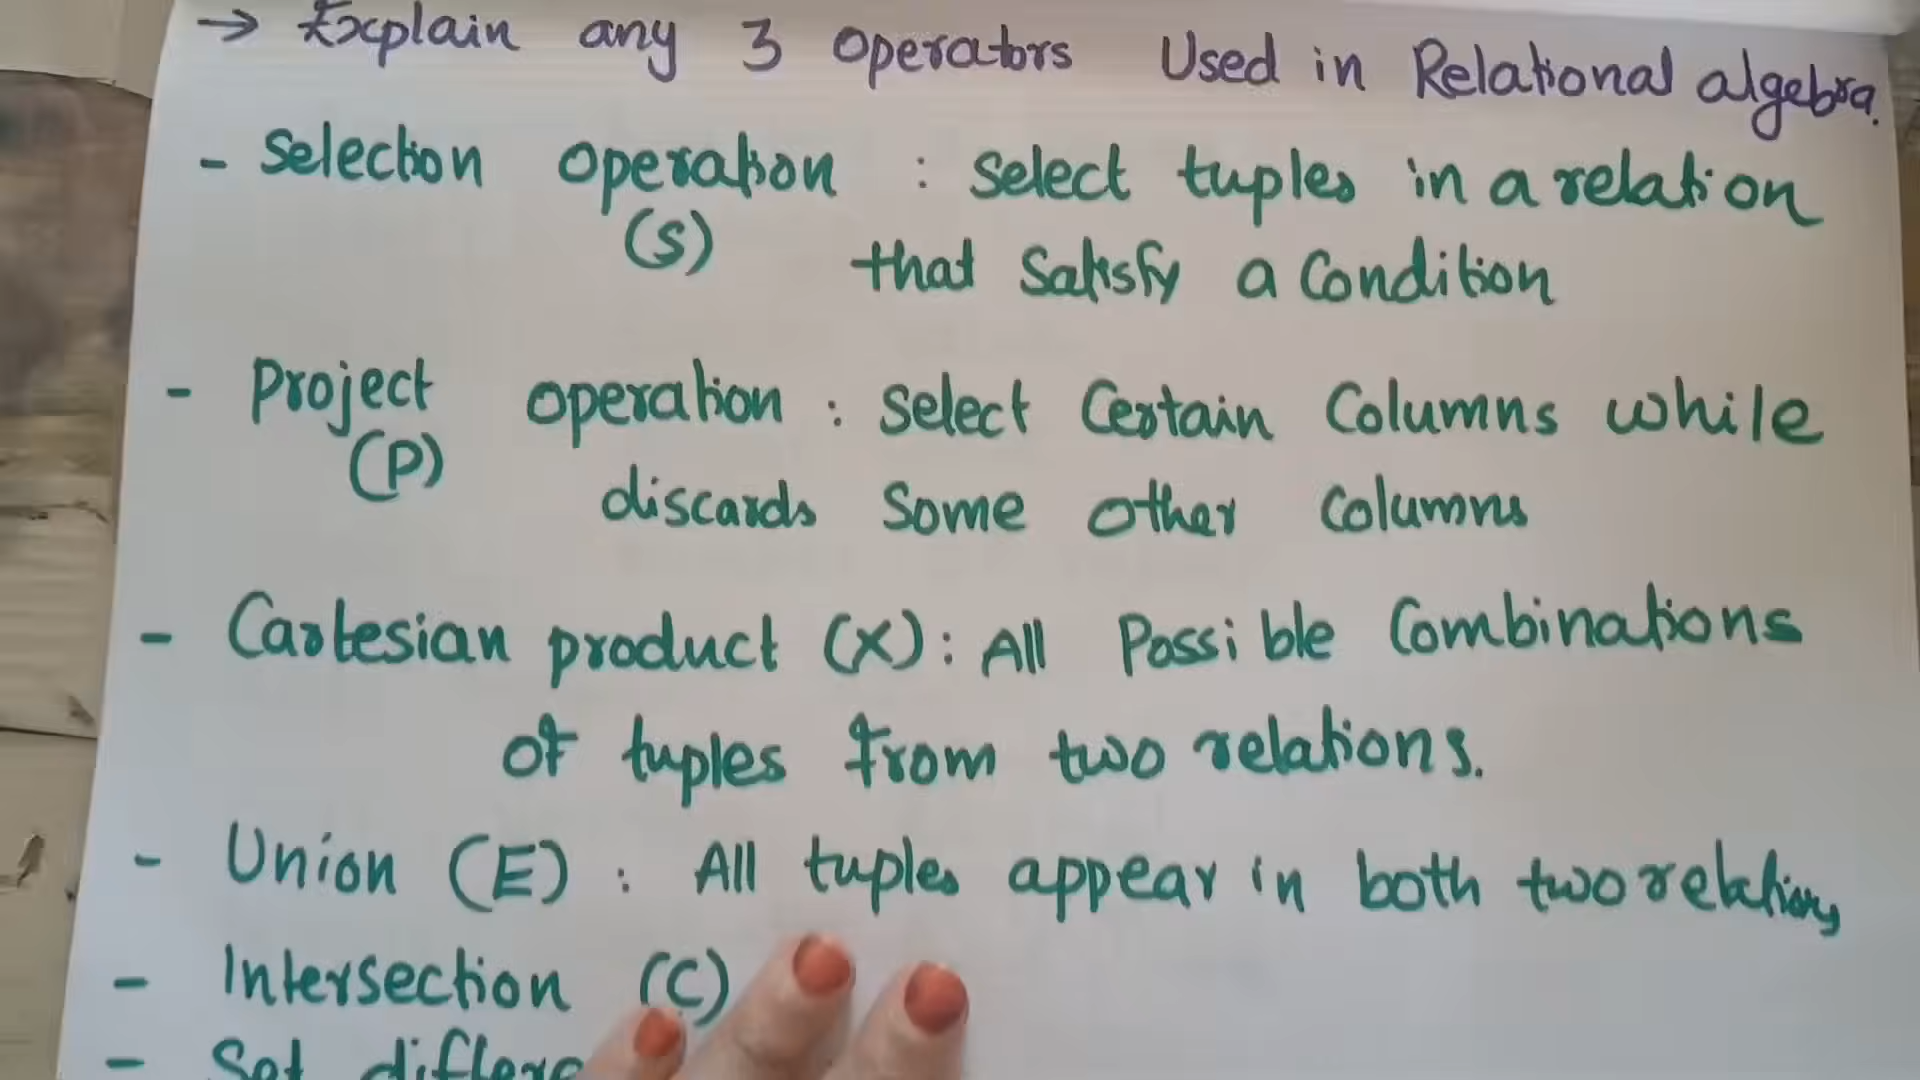 → Explain any 3 Operators Used in Relational algebra.
- Selection operation : Select tuples in a relation
(S) that Satisfy a Condition
- Project operation : Select Certain Columns while
(P) discards Some other Columns
- Cartesian product (X) : All Possible Combinations
of tuples from two relations.
- Union (E) : All tuples appear in both two relations
- Intersection (C)
- Set